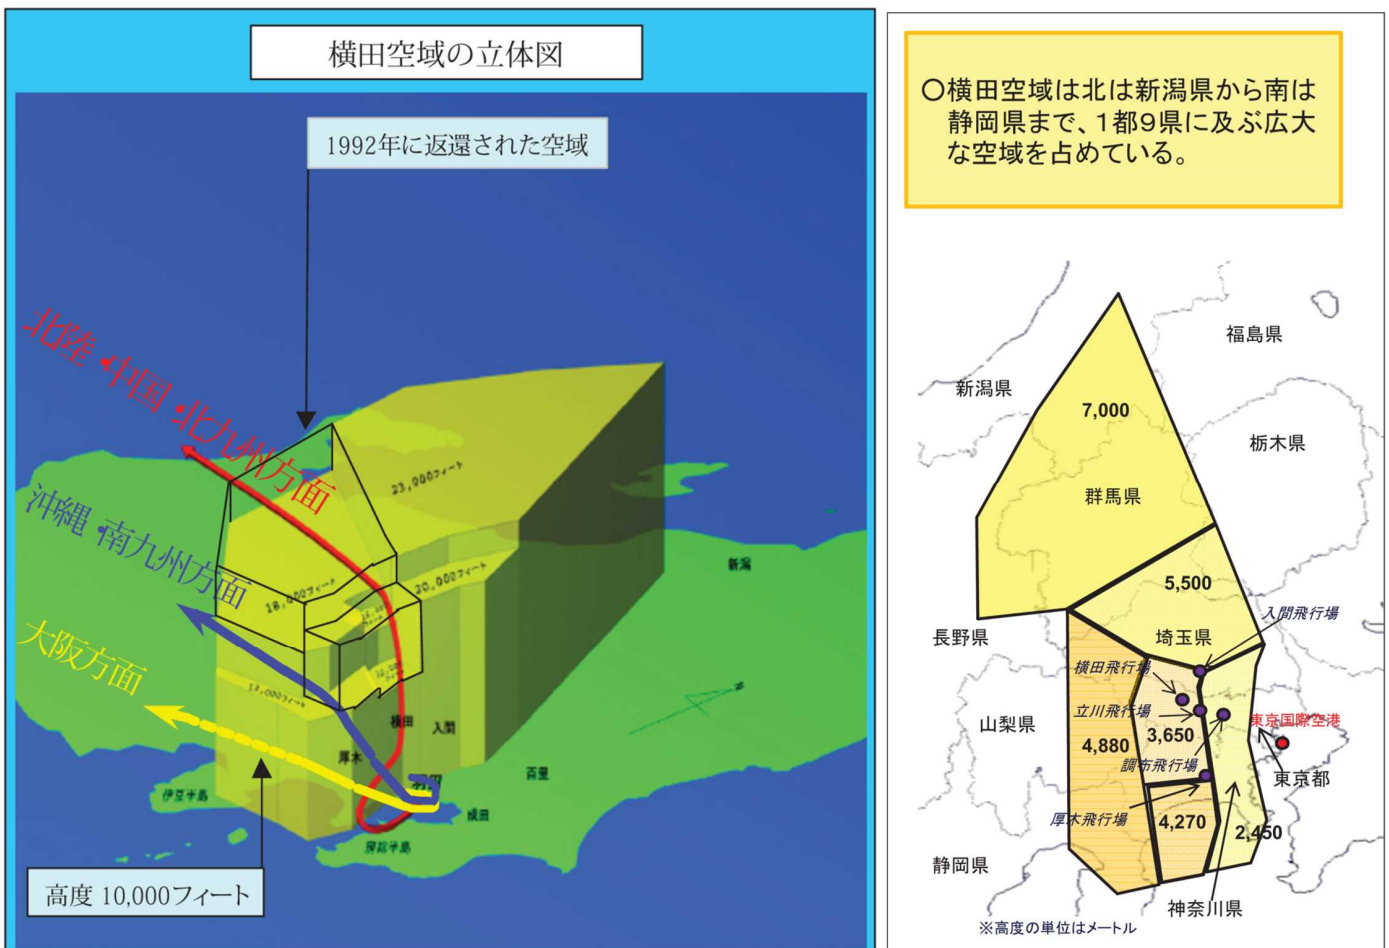 横田空域の立体図
1992年に返還された空域
北陸・中国・北九州方面
沖縄・南九州方面
大阪方面
23,000フィート
18,000フィート
20,000フィート
12,000フィート
新潟
横田
入間
厚木
百里
成田
伊豆半島
房総半島
高度 10,000フィート
○横田空域は北は新潟県から南は
静岡県まで、1都9県に及ぶ広大
な空域を占めている。
福島県
新潟県
7,000
栃木県
群馬県
5,500
入間飛行場
長野県
埼玉県
横田飛行場
立川飛行場
東京国際空港
山梨県
3,650
4,880
調布飛行場
東京都
厚木飛行場
4,270
2,450
静岡県
神奈川県
※高度の単位はメートル